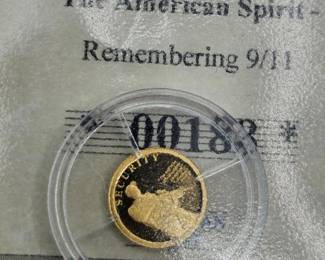 The American Spirit -
Remembering 9/11
* 00188 *
SECURITY